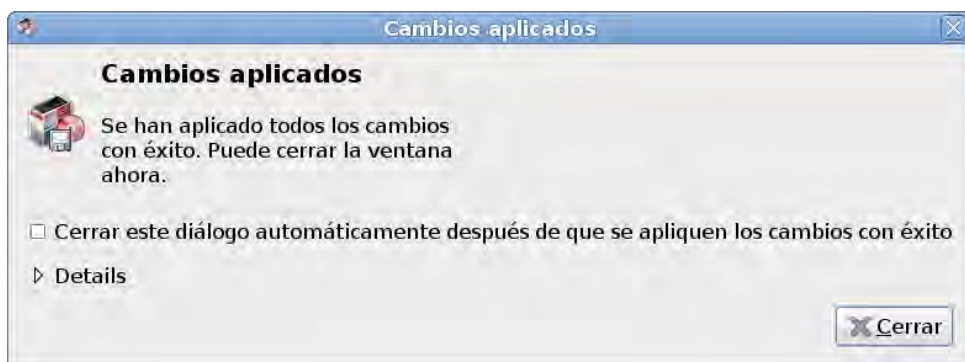 Cambios aplicados
Cambios aplicados
Se han aplicado todos los cambios
con éxito. Puede cerrar la ventana
ahora.
Cerrar este diálogo automáticamente después de que se apliquen los cambios con éxito
Details
Cerrar